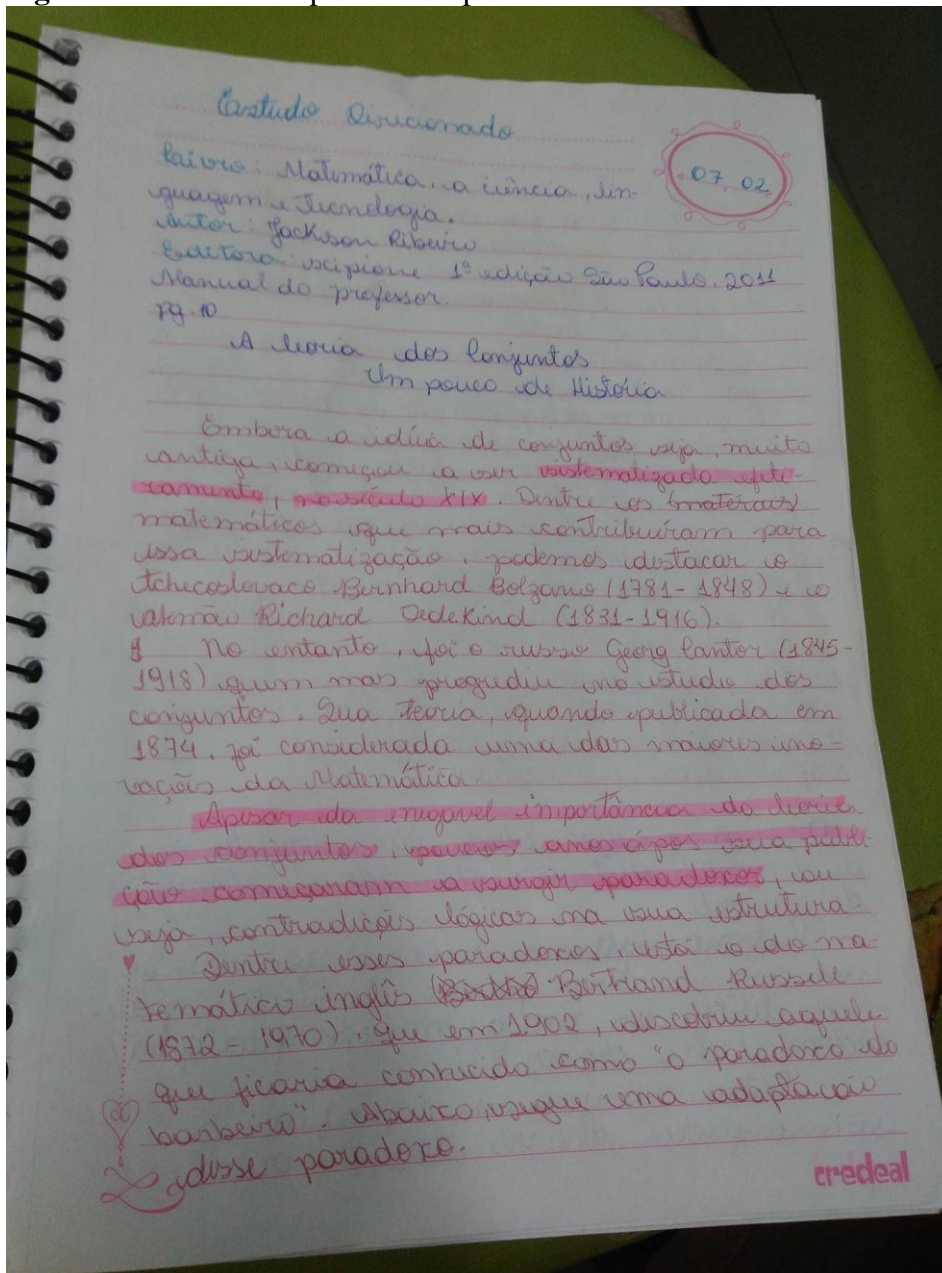 Estudo Direcionado
07 02
Livro: Matemática, a ciência, lin-
guagem e Tecnologia.
Autor: Jackson Ribeiro
Editora: scipione 1ª edição São Paulo. 2011
Manual do professor.
pg. 10
A teoria dos Conjuntos
Um pouco de História
Embora a idéia de conjuntos seja, muito
antiga, começou a ser sistematizado efeti-
vamente, no século XIX. Dentre os (materais)
matemáticos que mais contribuíram para
essa sistematização, podemos destacar o
tchecoslovaco Bernhard Bolzano (1781-1848) e o
alemão Richard Dedekind (1831-1916).
No entanto, foi o russo Georg Cantor (1845-
1918) quem mas progrediu no estudo dos
conjuntos. Sua teoria, quando publicada em
1874, foi considerada uma das maiores ino-
vações da Matemática.
Apesar da inegavel importância da teoria
dos conjuntos, poucos anos após sua públi-
ção começaram a surgir paradoxos, ou
seja, contradições lógicas na sua estrutura.
Dentre esses paradoxos, está o do ma-
temático inglês Bertrand Russele
(1872-1970), que em 1902, descobriu aquele
que ficaria conhecido como "o paradoxo do
barbeiro". Abaixo, segue uma adaptação
desse paradoxo.
credeal